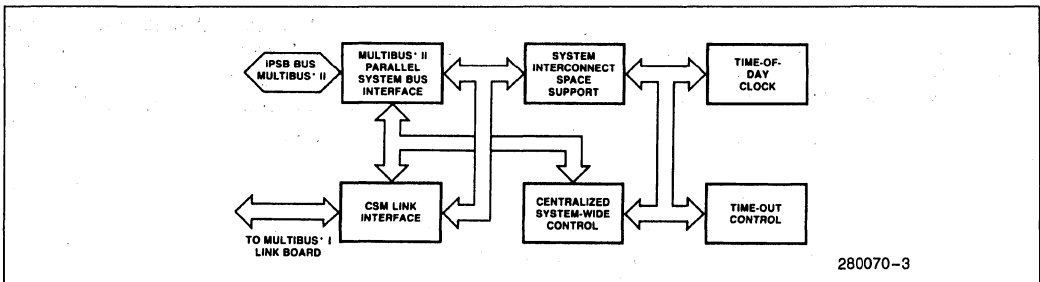 iPSB BUS
MULTIBUS* II
MULTIBUS* II
PARALLEL
SYSTEM BUS
INTERFACE
SYSTEM
INTERCONNECT
SPACE
SUPPORT
TIME-OF-
DAY
CLOCK
CSM LINK
INTERFACE
CENTRALIZED
SYSTEM-WIDE
CONTROL
TIME-OUT
CONTROL
TO MULTIBUS* I
LINK BOARD
280070-3